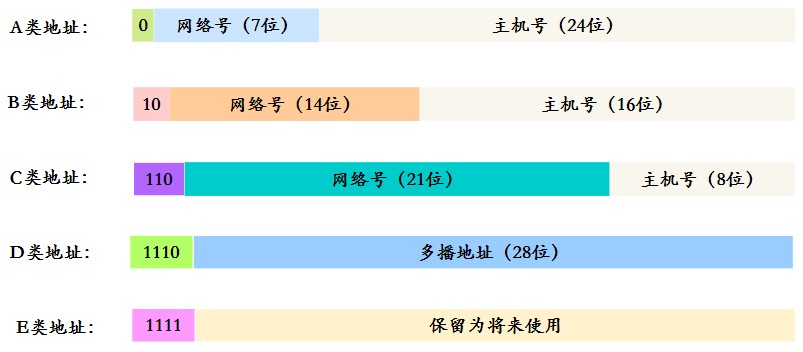 A类地址： 0 网络号（7位） 主机号（24位）
B类地址： 10 网络号（14位） 主机号（16位）
C类地址： 110 网络号（21位） 主机号（8位）
D类地址： 1110 多播地址（28位）
E类地址： 1111 保留为将来使用